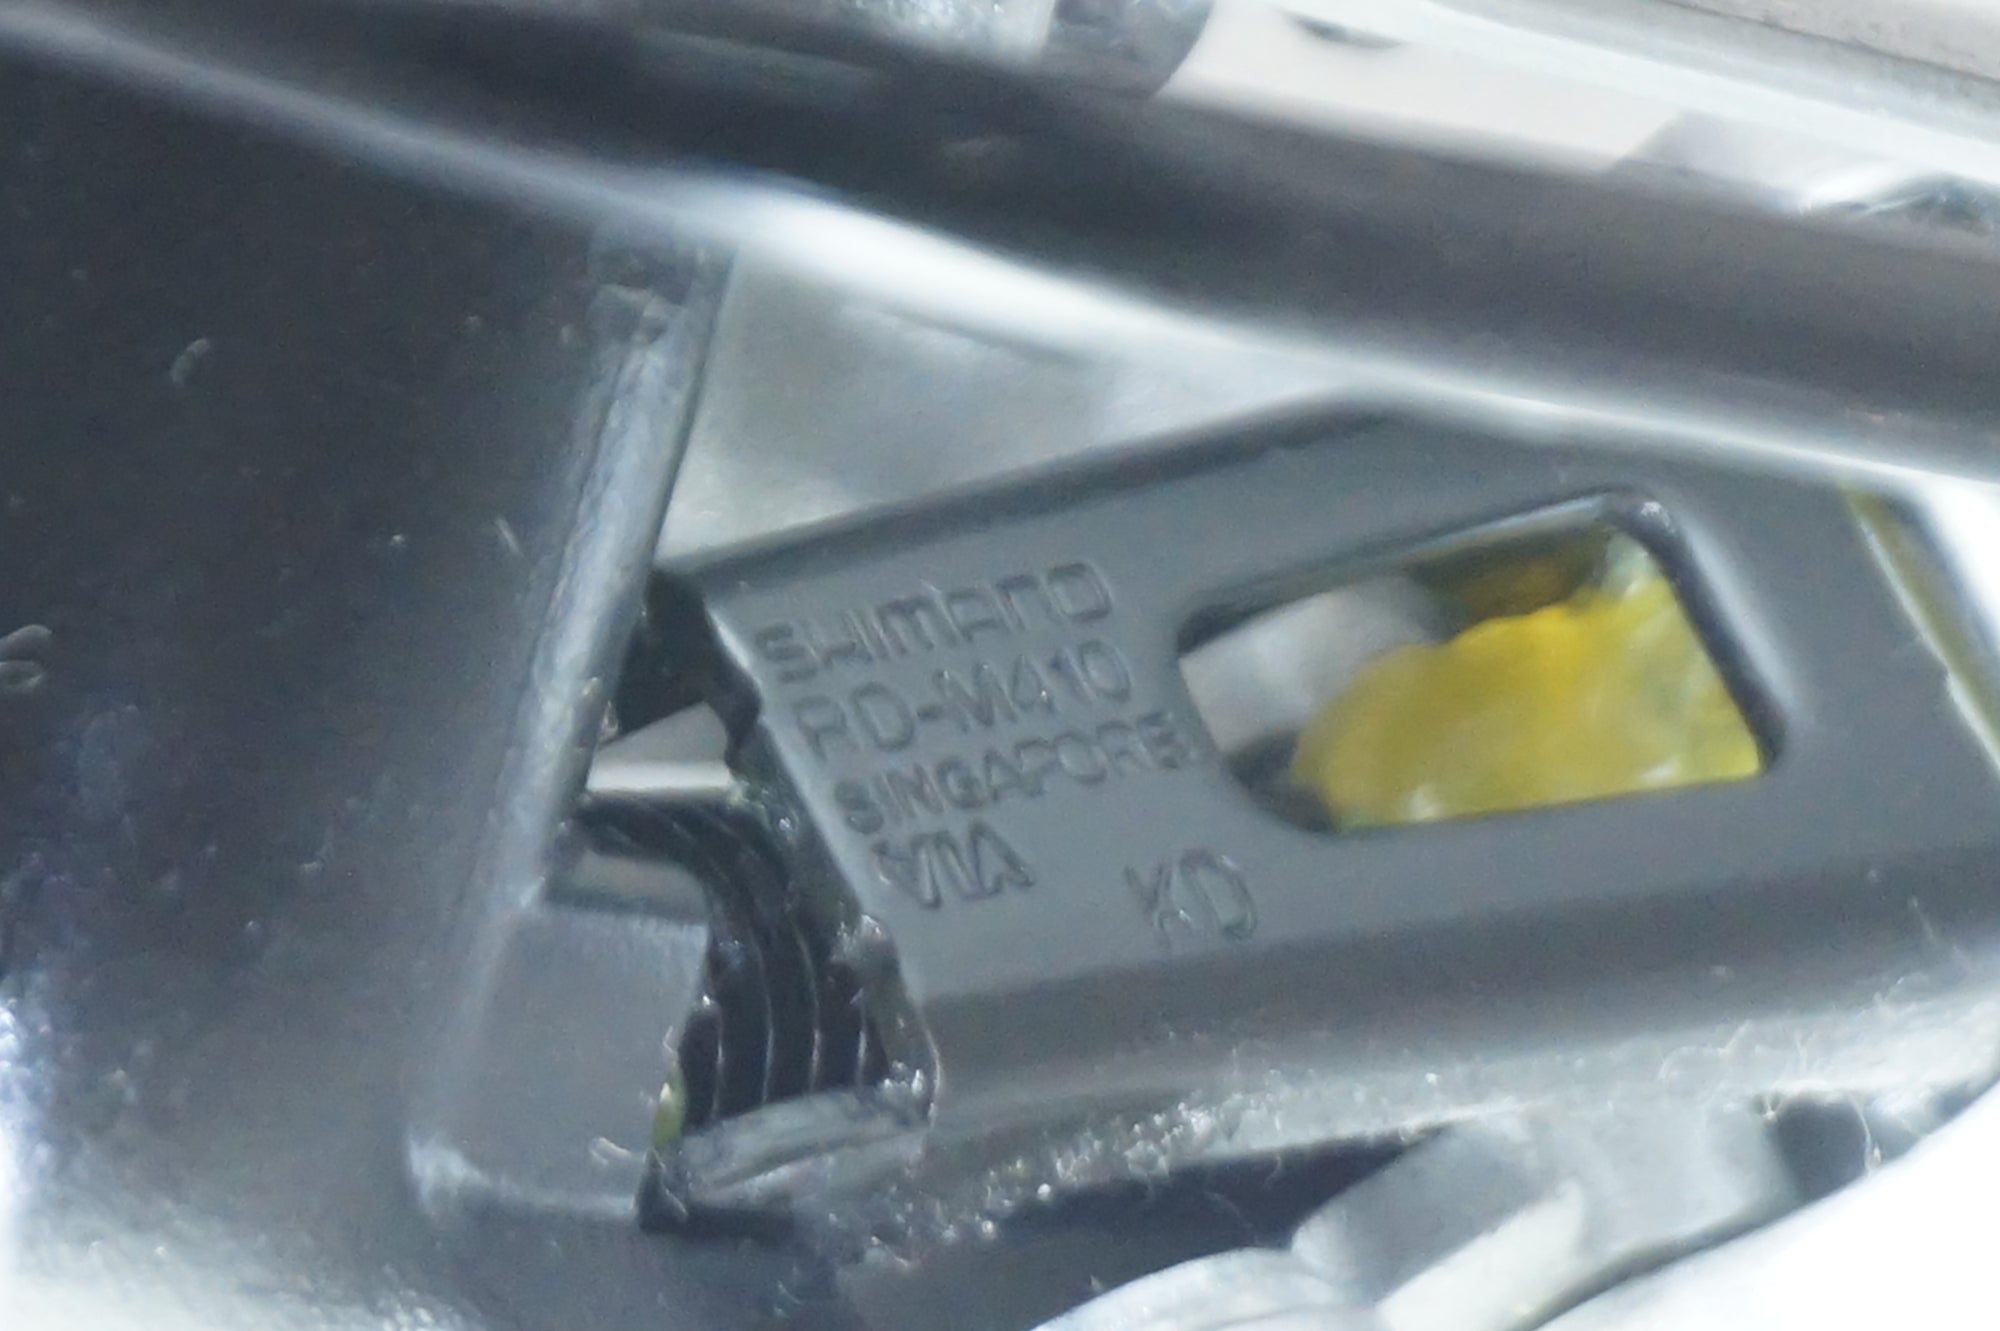 SHIMANO
RD-M410
SINGAPORE
VIA KD